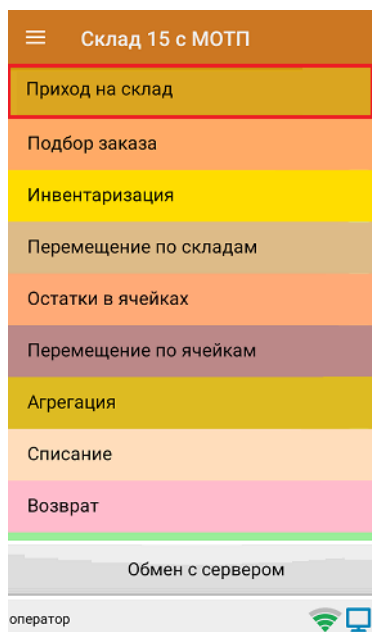 Склад 15 с МОТП
Приход на склад
Подбор заказа
Инвентаризация
Перемещение по складам
Остатки в ячейках
Перемещение по ячейкам
Агрегация
Списание
Возврат
Обмен с сервером
оператор